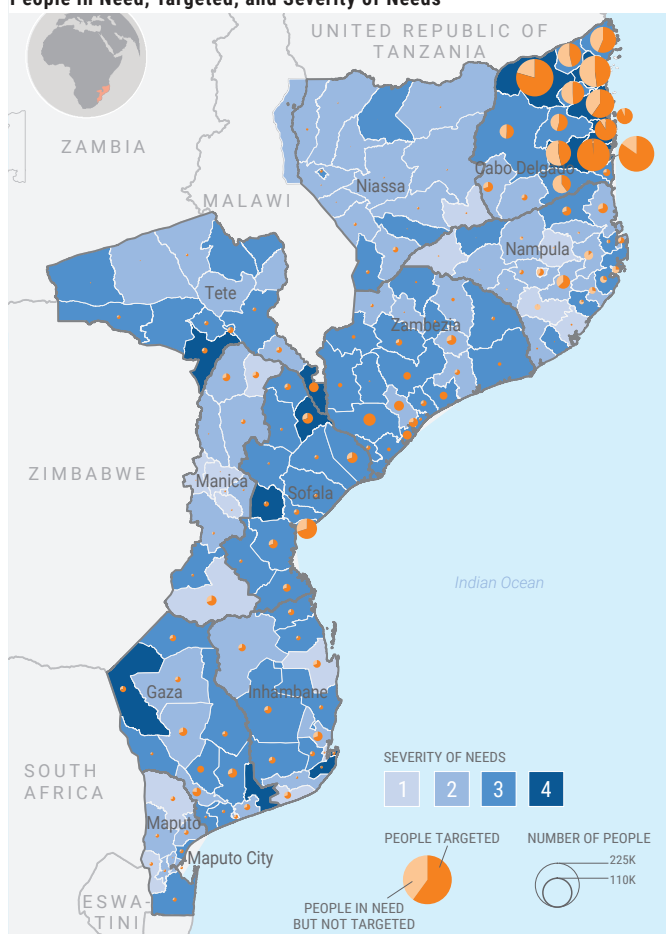 People in Need, Targeted, and Severity of Needs
UNITED REPUBLIC OF
TANZANIA
ZAMBIA
MALAWI
Cabo Delgado
Niassa
Nampula
Tete
Zambezia
ZIMBABWE
Manica
Sofala
Indian Ocean
Gaza
Inhambane
SOUTH
AFRICA
Maputo
Maputo City
ESWA-
TINI
SEVERITY OF NEEDS
1 2 3 4
PEOPLE TARGETED
PEOPLE IN NEED
BUT NOT TARGETED
NUMBER OF PEOPLE
225K
110K